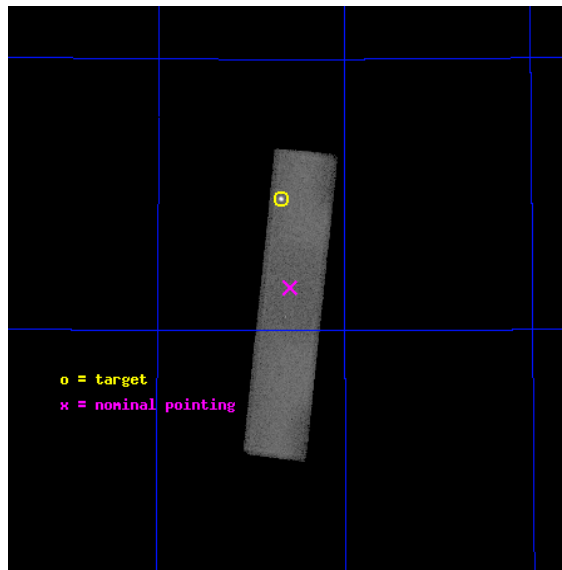 o = target
x = nominal pointing